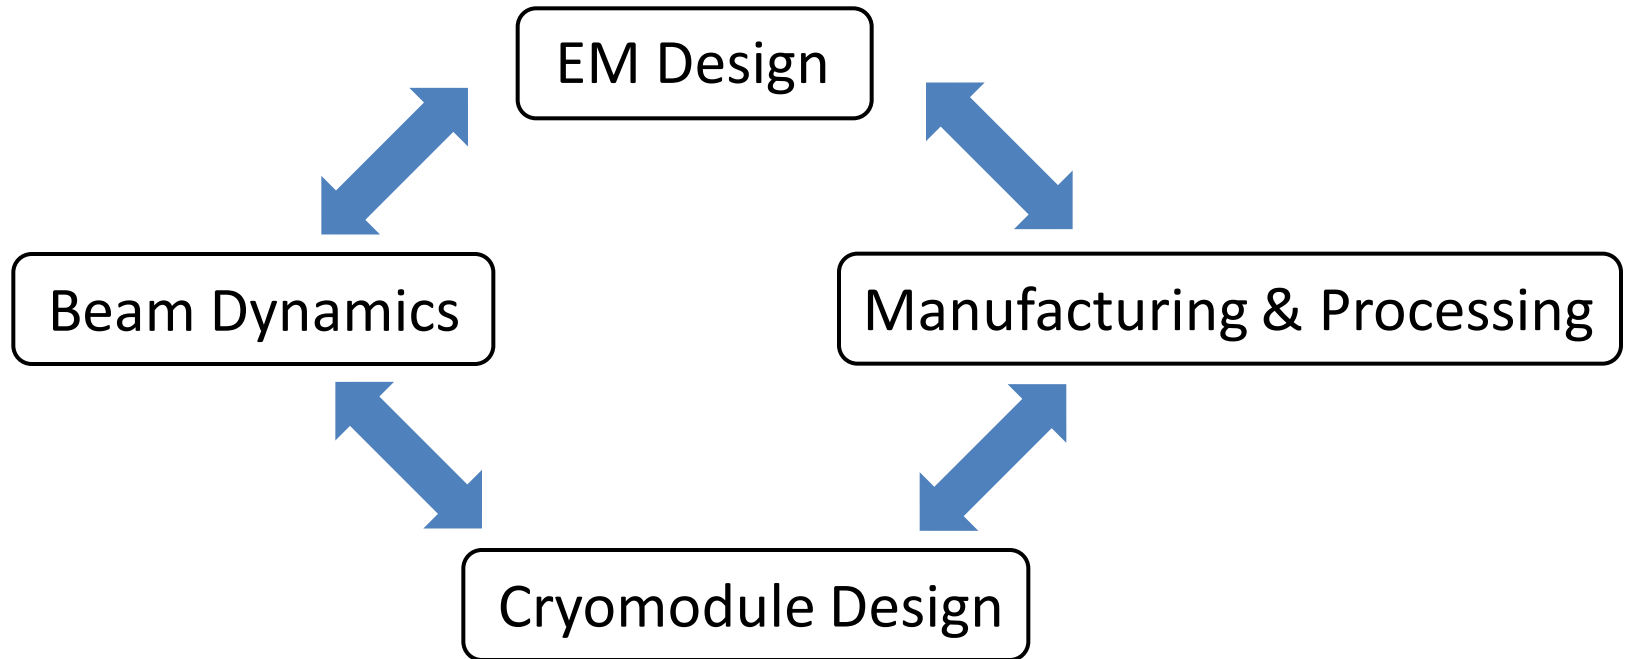 EM Design
Beam Dynamics
Manufacturing & Processing
Cryomodule Design